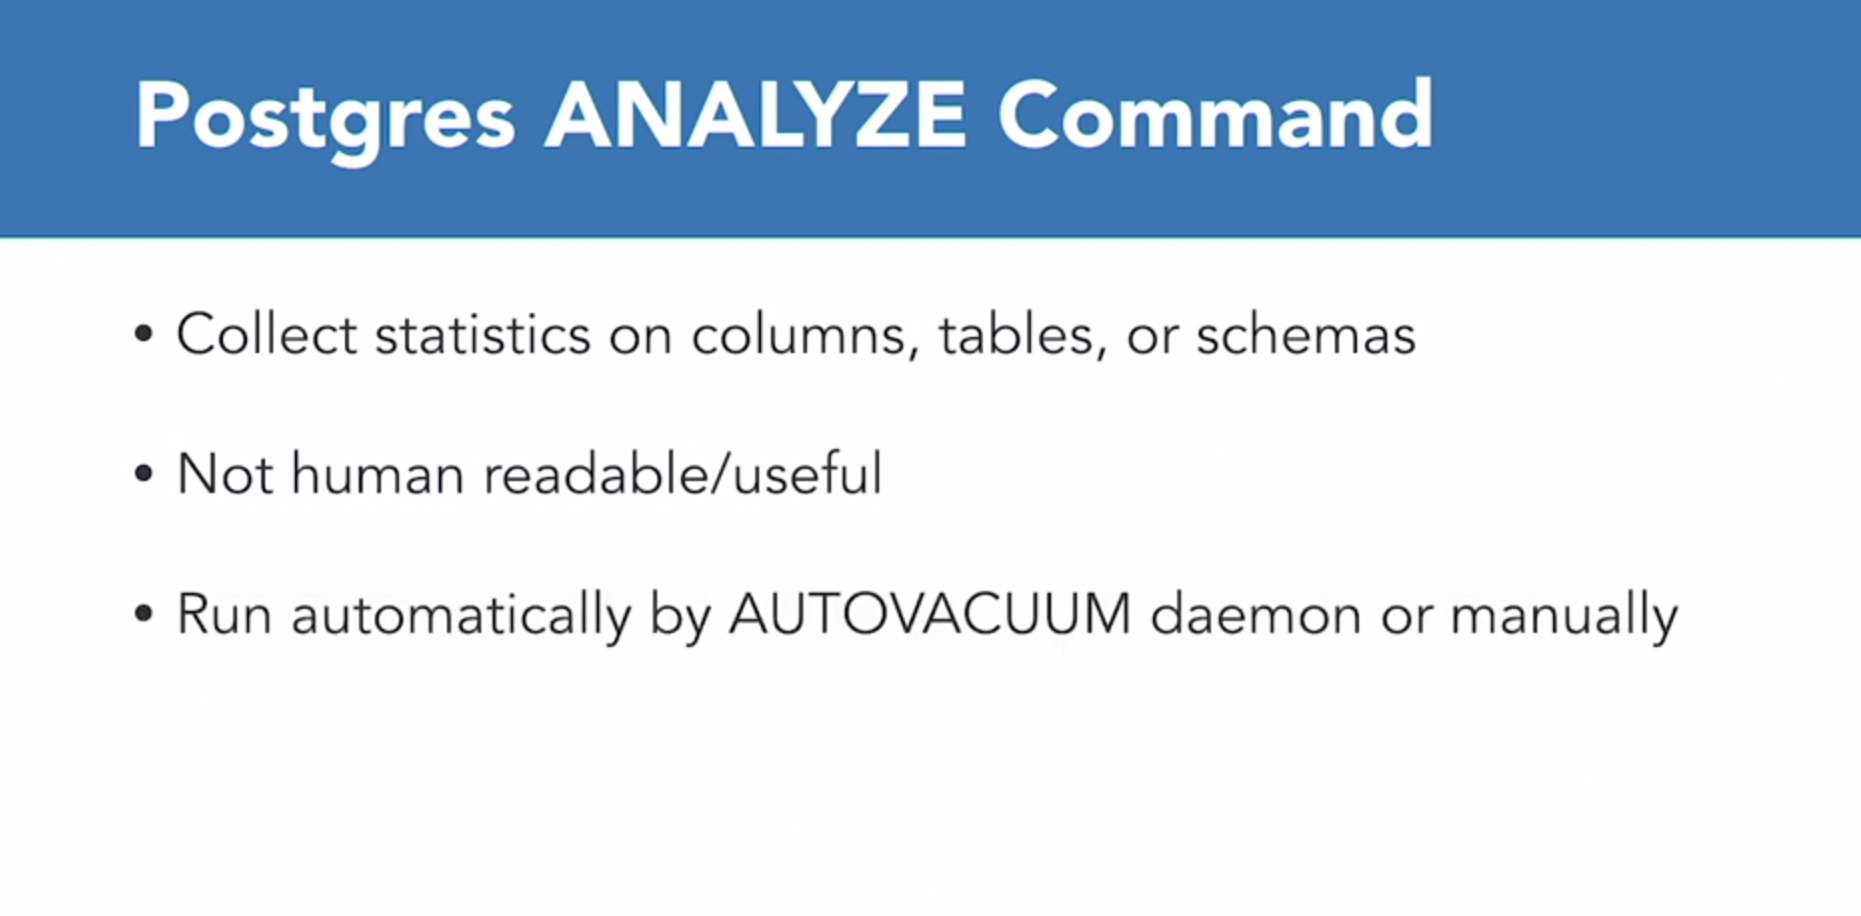 Postgres ANALYZE Command
• Collect statistics on columns, tables, or schemas
• Not human readable/useful
• Run automatically by AUTOVACUUM daemon or manually